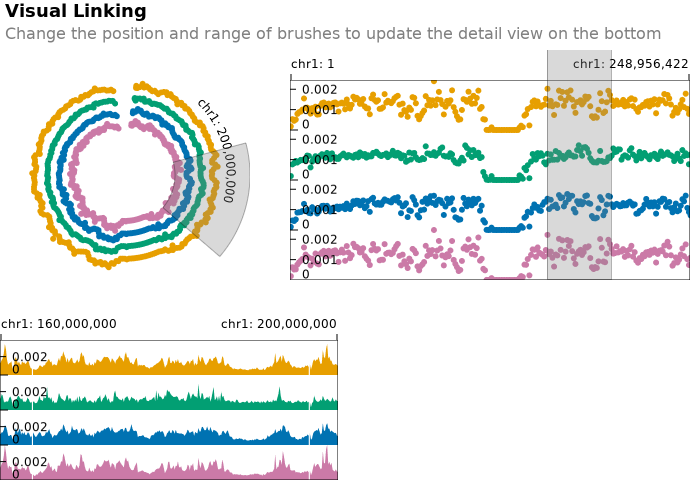 Visual Linking
Change the position and range of brushes to update the detail view on the bottom
chr1: 200,000,000
chr1: 1
chr1: 248,956,422
0.002
0.001
0
0.002
0.001
0
0.002
0.001
0
0.002
0.001
0
chr1: 160,000,000
chr1: 200,000,000
0.002
0
0.002
0
0.002
0
0.002
0